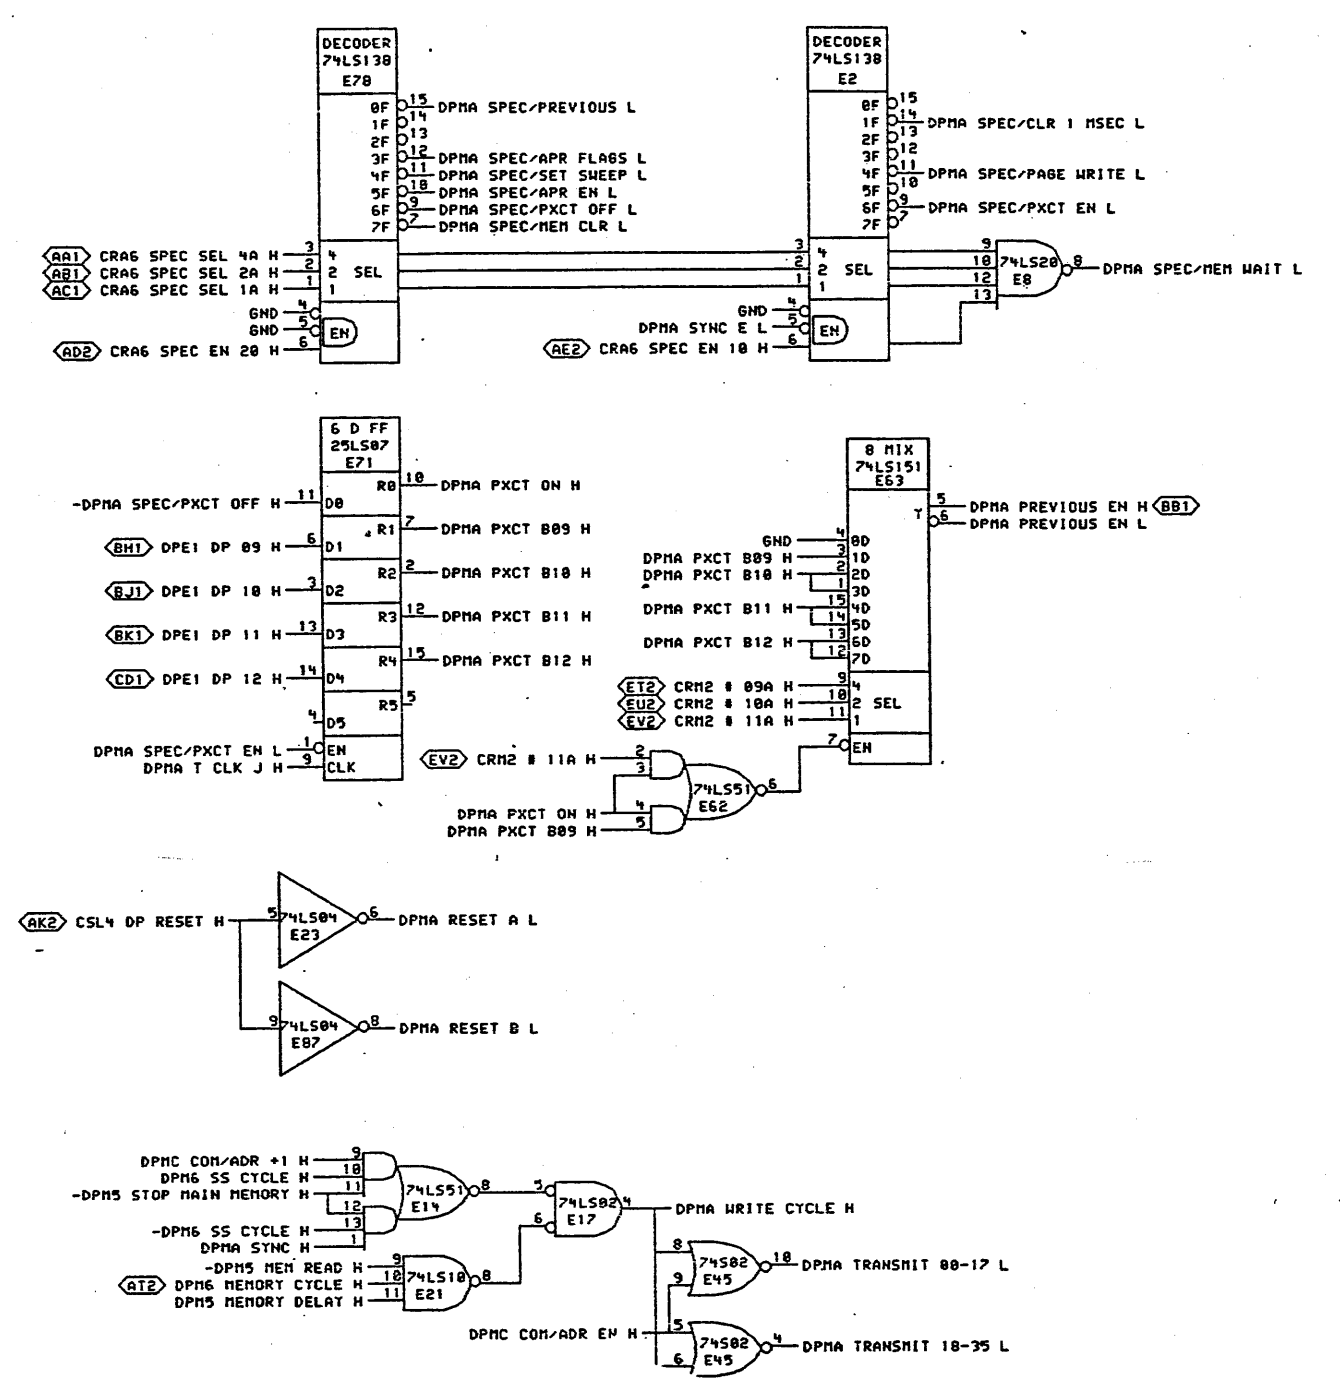 DECODER
74LS138
E78
0F 15 DPMA SPEC/PREVIOUS L
1F 14
2F 13
3F 12 DPMA SPEC/APR FLAGS L
4F 11 DPMA SPEC/SET SWEEP L
5F 10 DPMA SPEC/APR EN L
6F 9 DPMA SPEC/PXCT OFF L
7F 7 DPMA SPEC/MEM CLR L
AA1 CRA6 SPEC SEL 4A H 3 4
AB1 CRA6 SPEC SEL 2A H 2 2 SEL
AC1 CRA6 SPEC SEL 1A H 1 1
GND 4
GND 5 EN
AD2 CRA6 SPEC EN 20 H 6
DECODER
74LS138
E2
0F 15
1F 14 DPMA SPEC/CLR 1 MSEC L
2F 13
3F 12
4F 11 DPMA SPEC/PAGE WRITE L
5F 10
6F 9 DPMA SPEC/PXCT EN L
7F 7
3 4
2 2 SEL
1 1
GND 4
DPMA SYNC E L 5 EN
AE2 CRA6 SPEC EN 10 H 6
9
10 74LS20 8 DPMA SPEC/MEM WAIT L
12 E8
13
6 D FF
25LS07
E71
R0 10 DPMA PXCT ON H
-DPMA SPEC/PXCT OFF H 11 D0
R1 7 DPMA PXCT B09 H
BH1 DPE1 DP 09 H 6 D1
R2 2 DPMA PXCT B10 H
BJ1 DPE1 DP 10 H 3 D2
R3 12 DPMA PXCT B11 H
BK1 DPE1 DP 11 H 13 D3
R4 15 DPMA PXCT B12 H
CD1 DPE1 DP 12 H 14 D4
R5 5
4 D5
DPMA SPEC/PXCT EN L 1 EN
DPMA T CLK J H 9 CLK
8 MIX
74LS151
E63
Y 5 DPMA PREVIOUS EN H BB1
6 DPMA PREVIOUS EN L
GND 4 0D
DPMA PXCT B09 H 3 1D
DPMA PXCT B10 H 2 2D
1 3D
DPMA PXCT B11 H 15 4D
14 5D
DPMA PXCT B12 H 13 6D
12 7D
ET2 CRM2 # 09A H 9 4
EU2 CRM2 # 10A H 10 2 SEL
EV2 CRM2 # 11A H 11 1
7 EN
EV2 CRM2 # 11A H 2
3
74LS51 6
E62
DPMA PXCT ON H 4
DPMA PXCT B09 H 5
AK2 CSL4 DP RESET H 5 74LS04 6 DPMA RESET A L
E23
9 74LS04 8 DPMA RESET B L
E87
DPMC COM/ADR +1 H 9
DPM6 SS CYCLE H 10
-DPM5 STOP MAIN MEMORY H 11
12
-DPM6 SS CYCLE H 13
DPMA SYNC H 1
74LS51 8
E14
-DPM5 MEM READ H 9
AT2 DPM6 MEMORY CYCLE H 10 74LS10 8
DPM5 MEMORY DELAY H 11 E21
5
74LS02 4 DPMA WRITE CYCLE H
6 E17
8
74S02 10 DPMA TRANSMIT 00-17 L
9 E45
DPMC COM/ADR EN H 5
74S02 4 DPMA TRANSMIT 18-35 L
6 E45